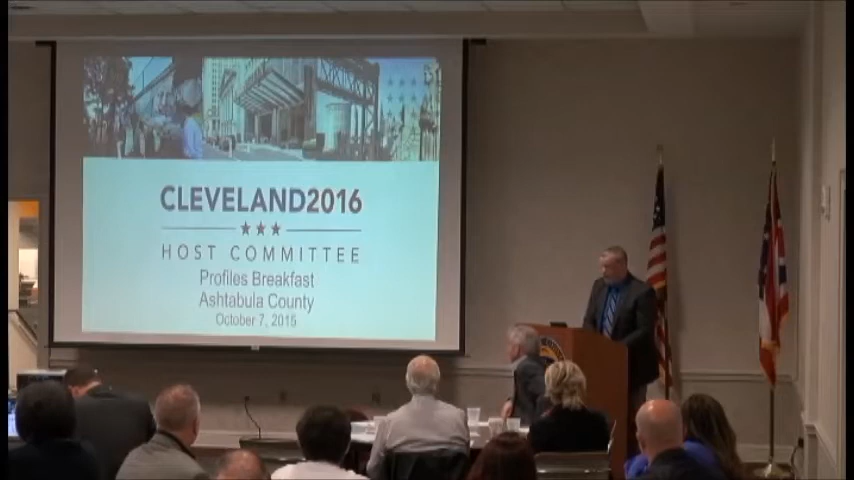 CLEVELAND2016
HOST COMMITTEE
Profiles Breakfast
Ashtabula County
October 7, 2015